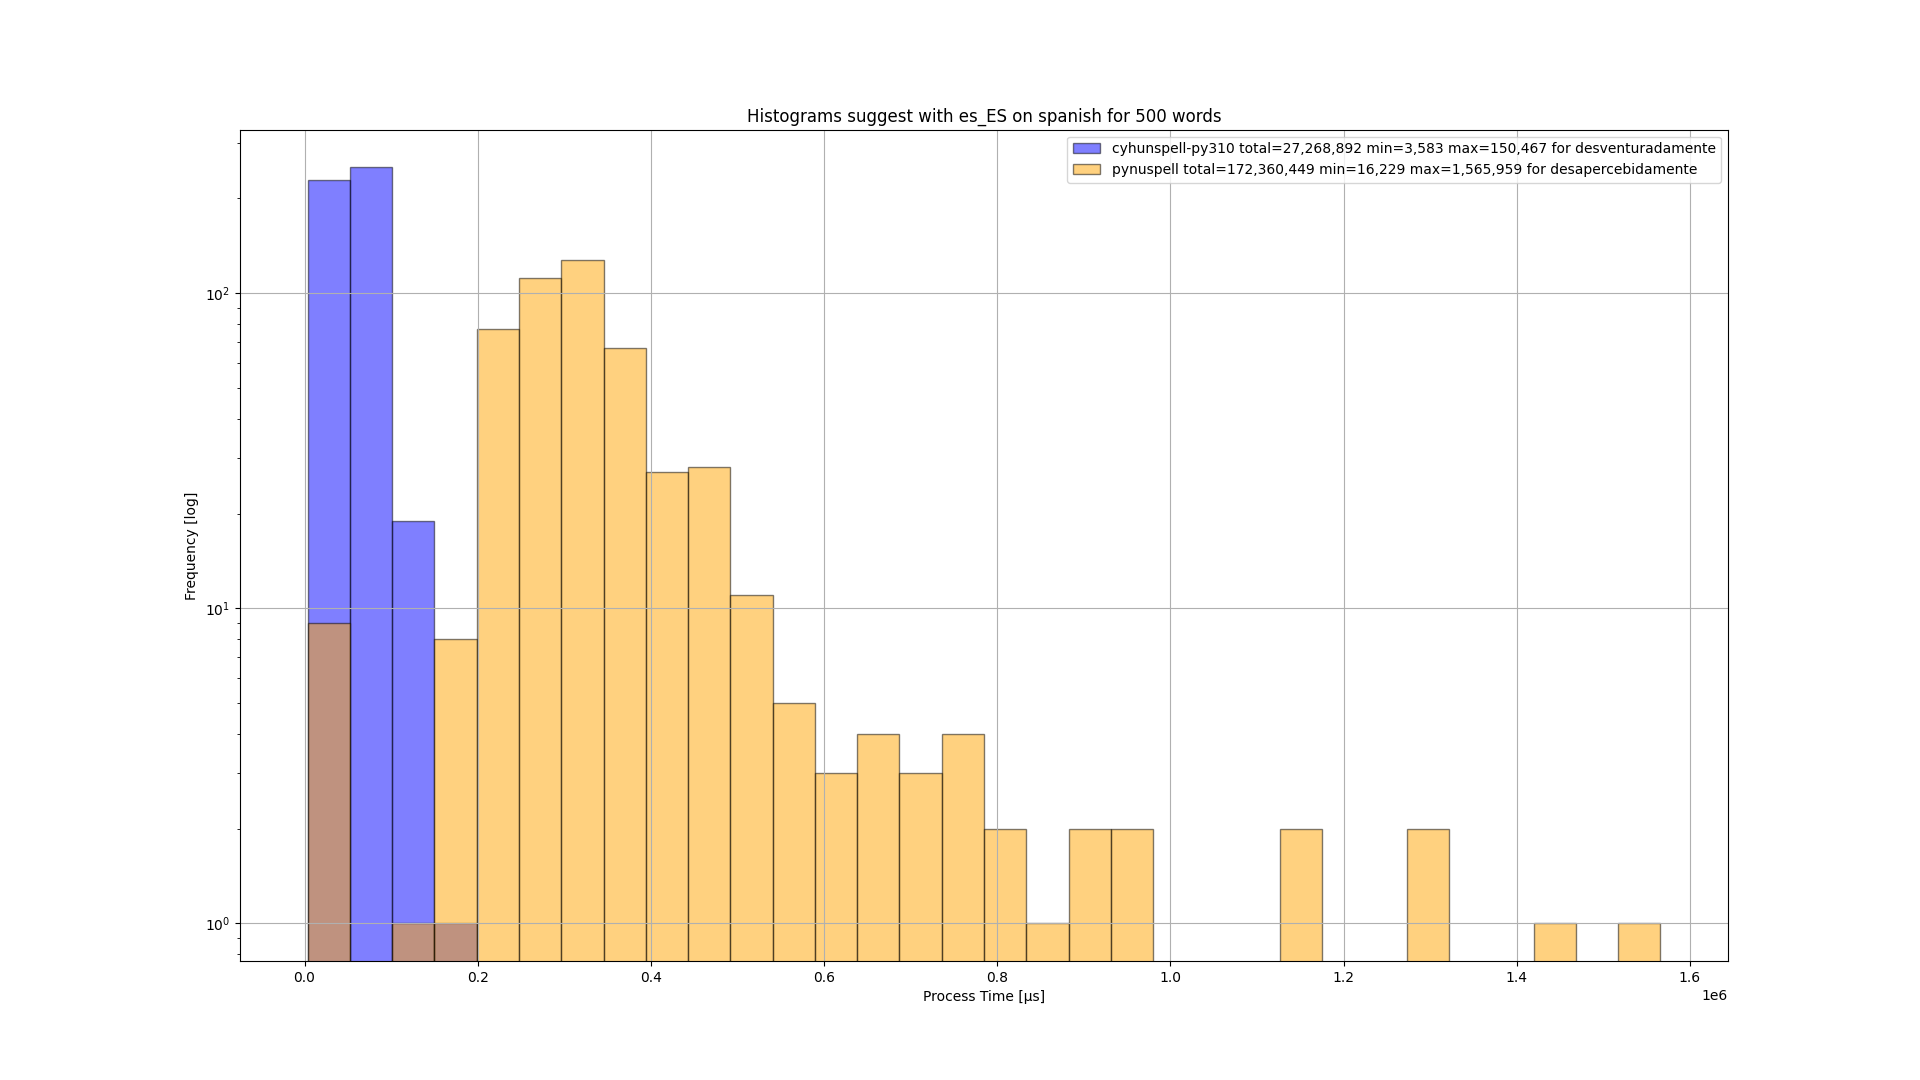 Histograms suggest with es_ES on spanish for 500 words
cyhunspell-py310 total=27,268,892 min=3,583 max=150,467 for desventuradamente
pynuspell total=172,360,449 min=16,229 max=1,565,959 for desapercebidamente
Frequency [log]
10²
10¹
10⁰
0.0 0.2 0.4 0.6 0.8 1.0 1.2 1.4 1.6
1e6
Process Time [µs]